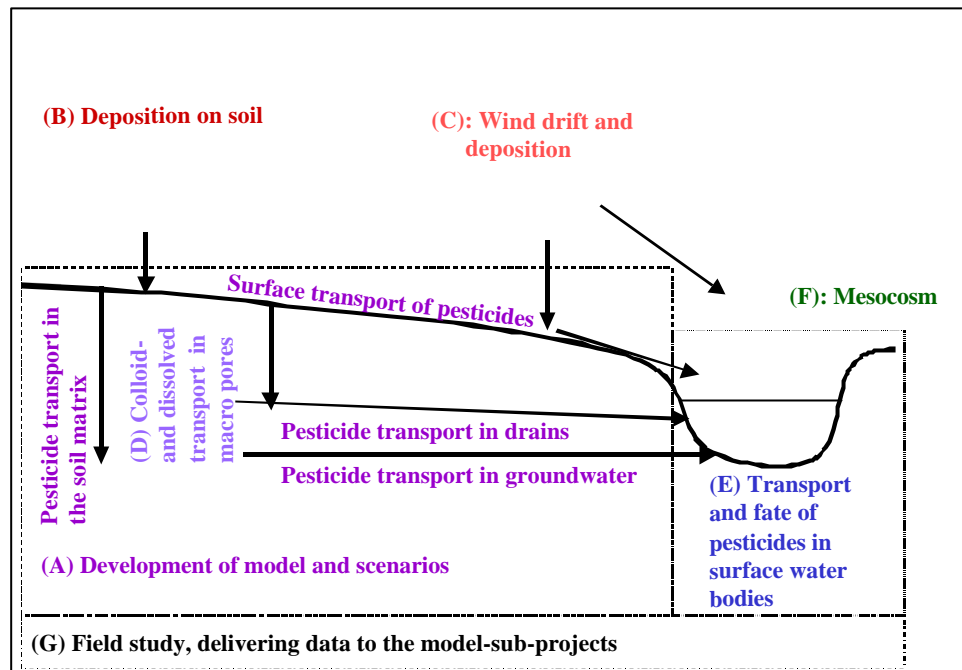 (B) Deposition on soil
(C): Wind drift and
deposition
Surface transport of pesticides
(F): Mesocosm
Pesticide transport in
the soil matrix
(D) Colloid-
and dissolved
transport in
macro pores
Pesticide transport in drains
Pesticide transport in groundwater
(E) Transport
and fate of
pesticides in
surface water
bodies
(A) Development of model and scenarios
(G) Field study, delivering data to the model-sub-projects